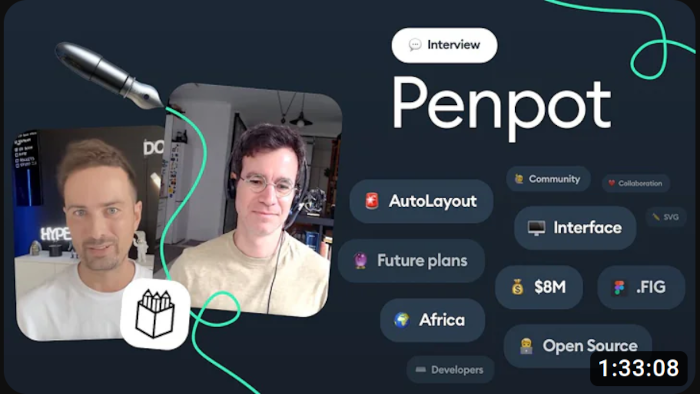 Interview
Penpot
Community
Collaboration
AutoLayout
SVG
Interface
Future plans
$8M
.FIG
Africa
Open Source
Developers
1:33:08
DO
HYPE